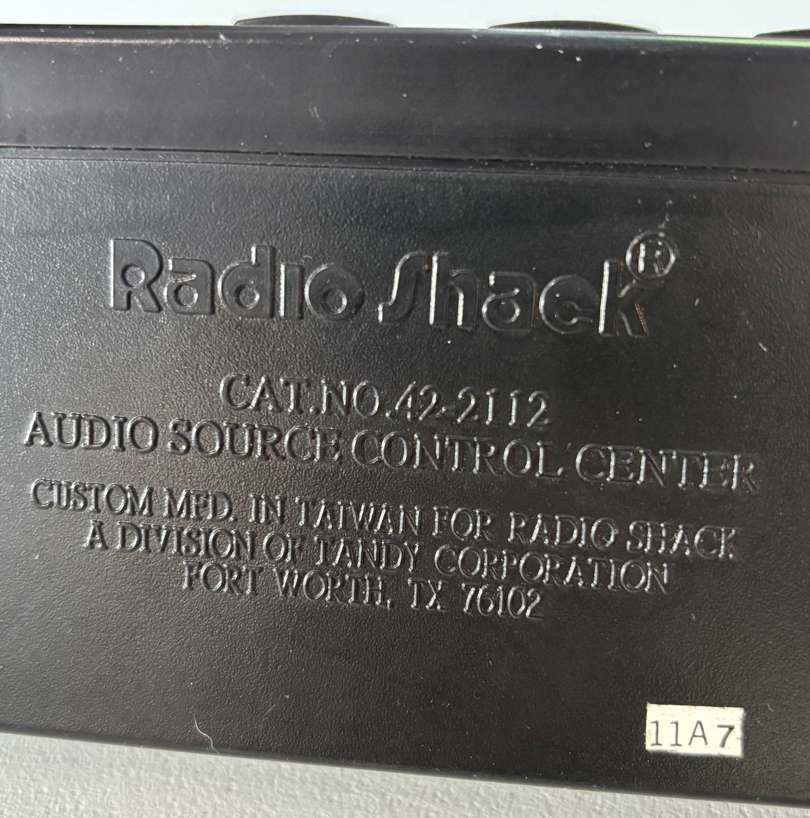 Radio Shack®
CAT.NO.42-2112
AUDIO SOURCE CONTROL CENTER
CUSTOM MFD. IN TAIWAN FOR RADIO SHACK
A DIVISION OF TANDY CORPORATION
FORT WORTH, TX 76102
11A7